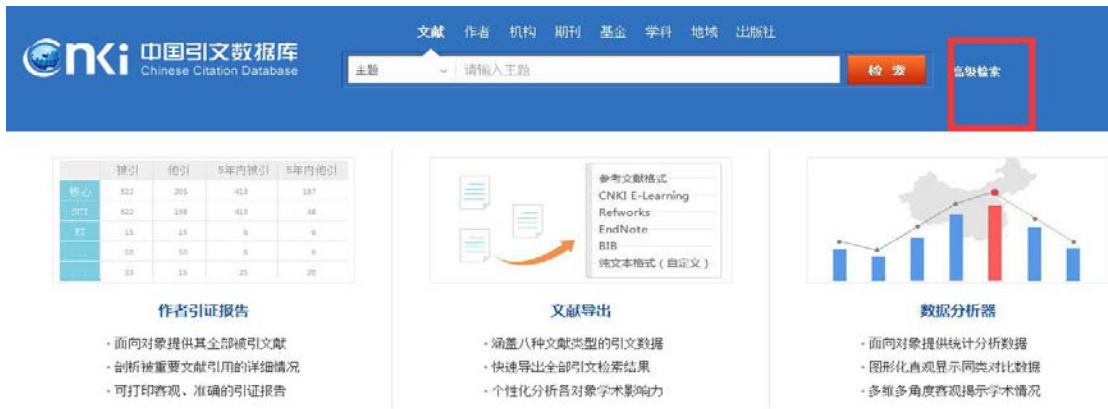 文献 作者 机构 期刊 基金 学科 地域 出版社
cnki 中国引文数据库
Chinese Citation Database
主题 请输入主题 检索 高级检索
被引 他引 5年内被引 5年内他引
核心 522 205 418 187
SCI 522 418 48
EI 15 15 6 6
... 10 10 6 6
... 33 15 25 20
参考文献格式
CNKI E-Learning
Refworks
EndNote
BIB
纯文本格式（自定义）
作者引证报告
· 面向对象提供其全部被引文献
· 剖析被重要文献引用的详细情况
· 可打印客观、准确的引证报告
文献导出
· 涵盖八种文献类型的引文数据
· 快速导出全部引文检索结果
· 个性化分析各对象学术影响力
数据分析器
· 面向对象提供统计分析数据
· 图形化直观显示同类对比数据
· 多维多角度客观揭示学术情况